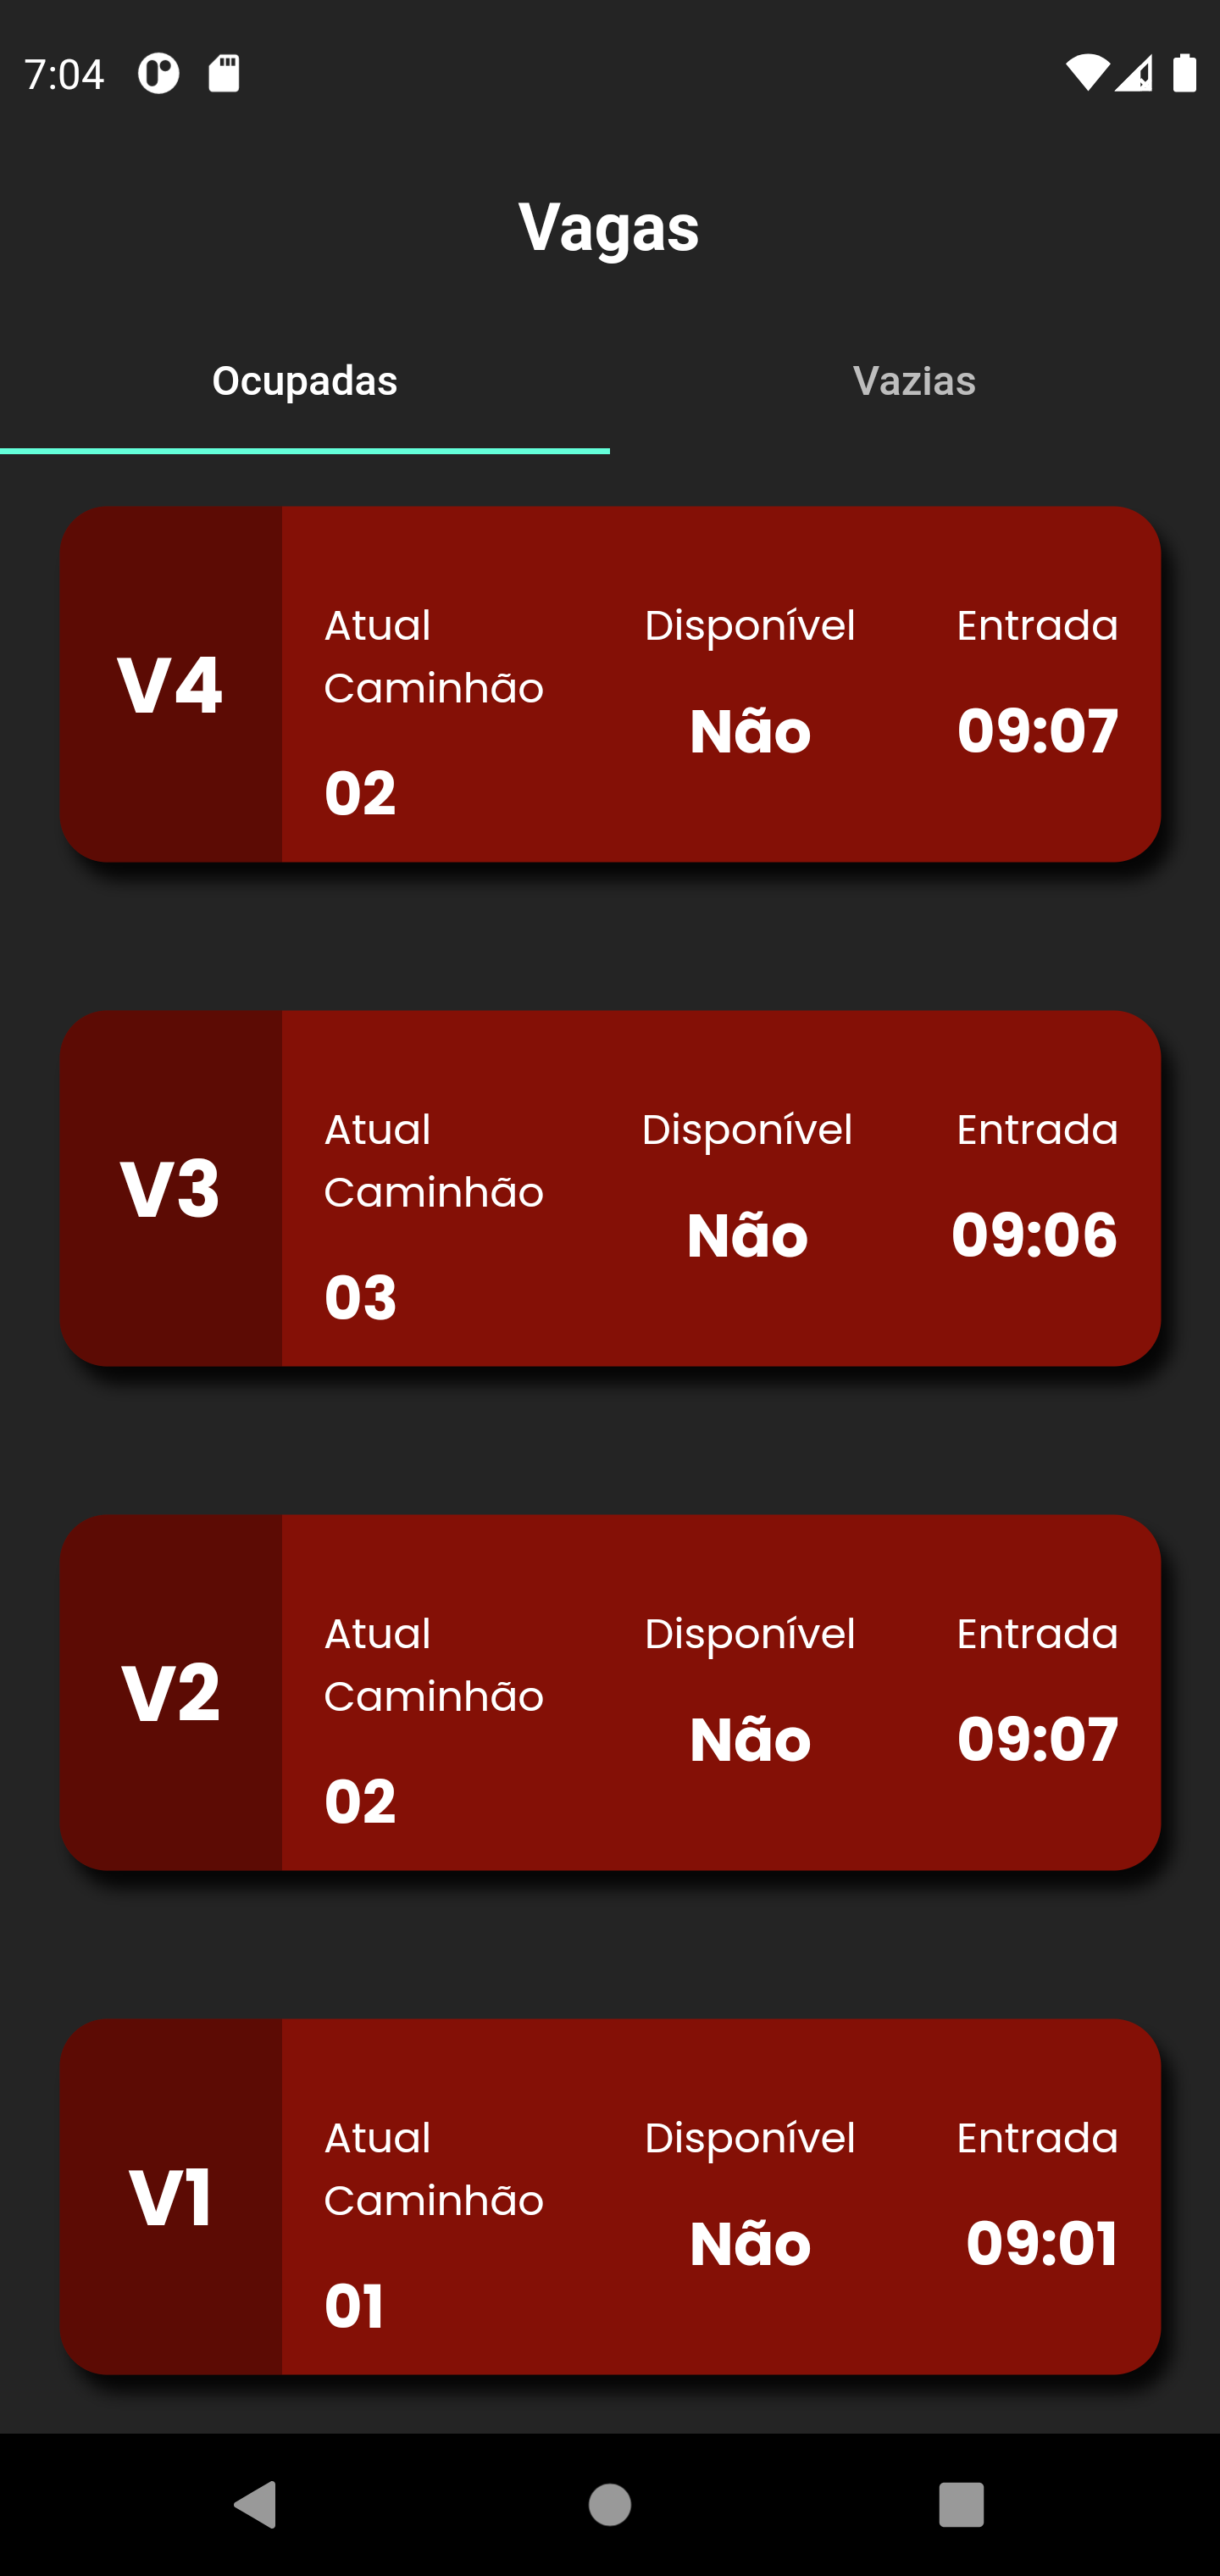 7:04
Vagas
Ocupadas Vazias
V4
Atual Caminhão
02
Disponível
Não
Entrada
09:07
V3
Atual Caminhão
03
Disponível
Não
Entrada
09:06
V2
Atual Caminhão
02
Disponível
Não
Entrada
09:07
V1
Atual Caminhão
01
Disponível
Não
Entrada
09:01